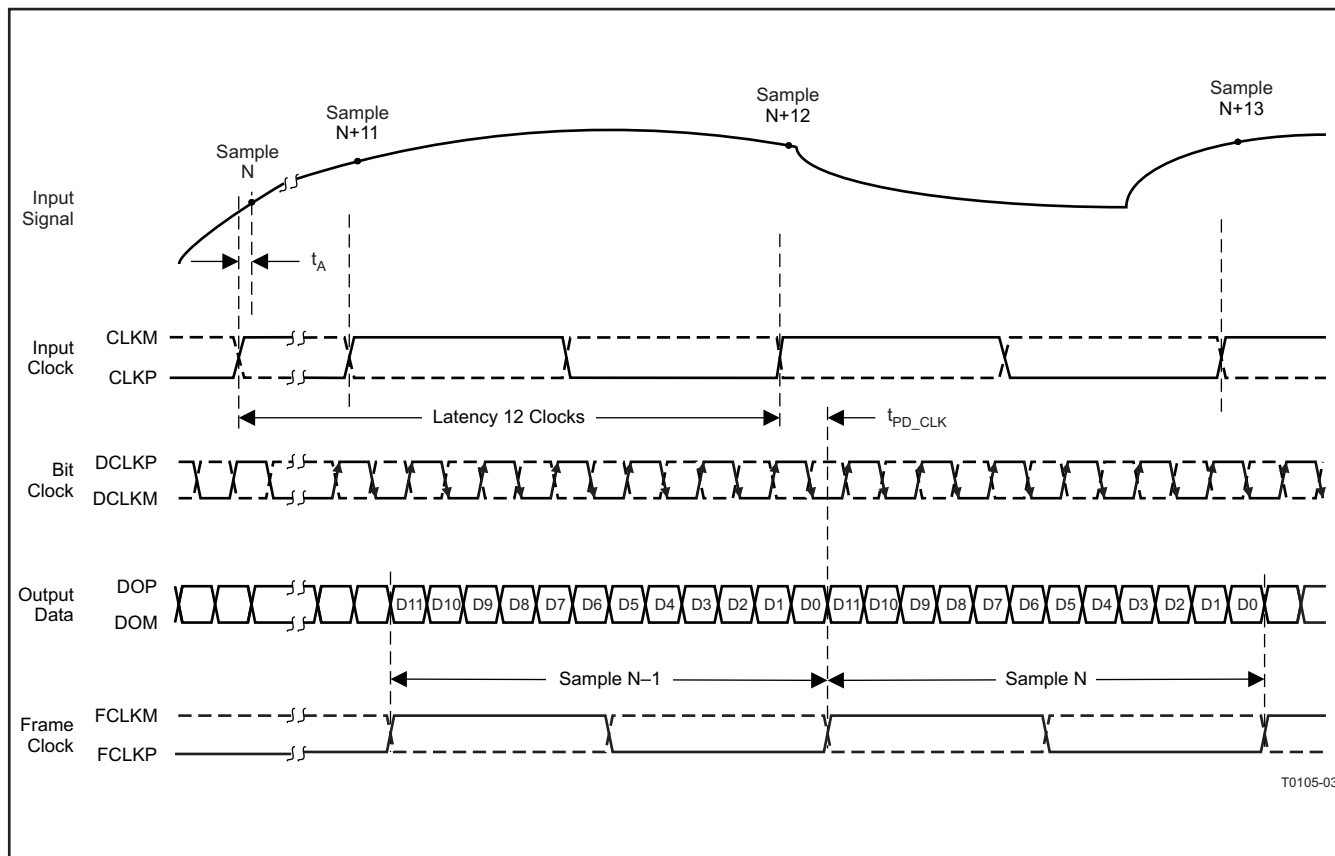 Sample
N
Sample
N+11
Sample
N+12
Sample
N+13
Input
Signal
tA
Input
Clock
CLKM
CLKP
Latency 12 Clocks
tPD_CLK
Bit
Clock
DCLKP
DCLKM
Output
Data
DOP
DOM
D11 D10 D9 D8 D7 D6 D5 D4 D3 D2 D1 D0 D11 D10 D9 D8 D7 D6 D5 D4 D3 D2 D1 D0
Sample N–1
Sample N
Frame
Clock
FCLKM
FCLKP
T0105-03